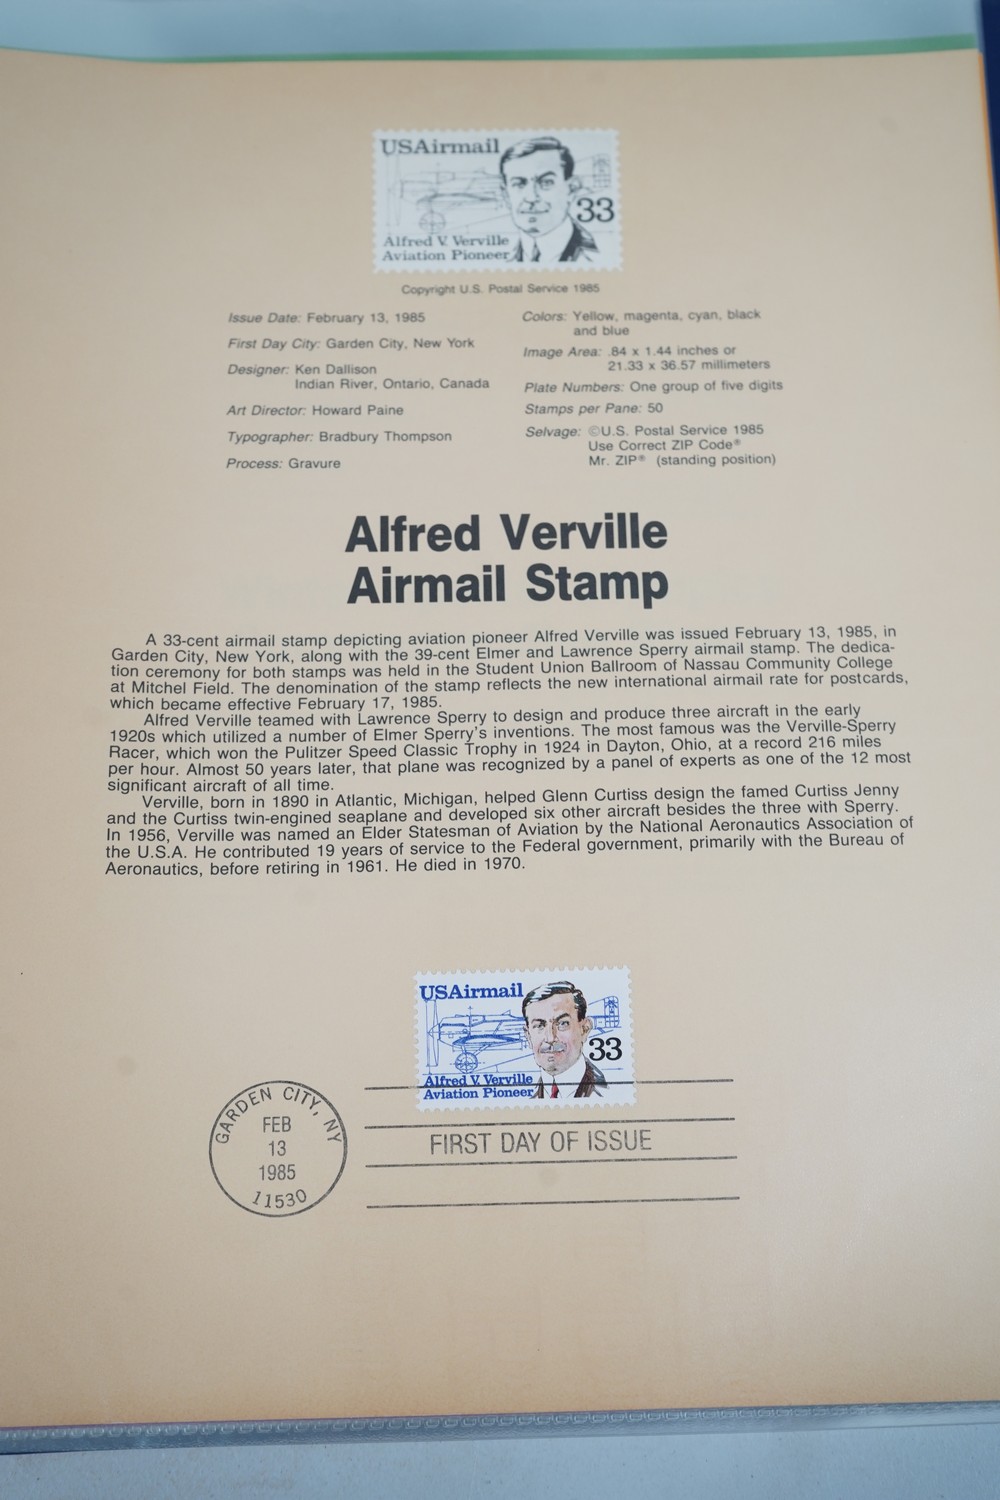 USAirmail
33
Alfred V. Verville
Aviation Pioneer
Copyright U.S. Postal Service 1985
Issue Date: February 13, 1985
First Day City: Garden City, New York
Designer: Ken Dallison
Indian River, Ontario, Canada
Art Director: Howard Paine
Typographer: Bradbury Thompson
Process: Gravure
Colors: Yellow, magenta, cyan, black
and blue
Image Area: .84 x 1.44 inches or
21.33 x 36.57 millimeters
Plate Numbers: One group of five digits
Stamps per Pane: 50
Selvage: ©U.S. Postal Service 1985
Use Correct ZIP Code®
Mr. ZIP® (standing position)
Alfred Verville
Airmail Stamp
A 33-cent airmail stamp depicting aviation pioneer Alfred Verville was issued February 13, 1985, in
Garden City, New York, along with the 39-cent Elmer and Lawrence Sperry airmail stamp. The dedica-
tion ceremony for both stamps was held in the Student Union Ballroom of Nassau Community College
at Mitchel Field. The denomination of the stamp reflects the new international airmail rate for postcards,
which became effective February 17, 1985.
Alfred Verville teamed with Lawrence Sperry to design and produce three aircraft in the early
1920s which utilized a number of Elmer Sperry's inventions. The most famous was the Verville-Sperry
Racer, which won the Pulitzer Speed Classic Trophy in 1924 in Dayton, Ohio, at a record 216 miles
per hour. Almost 50 years later, that plane was recognized by a panel of experts as one of the 12 most
significant aircraft of all time.
Verville, born in 1890 in Atlantic, Michigan, helped Glenn Curtiss design the famed Curtiss Jenny
and the Curtiss twin-engined seaplane and developed six other aircraft besides the three with Sperry.
In 1956, Verville was named an Elder Statesman of Aviation by the National Aeronautics Association of
the U.S.A. He contributed 19 years of service to the Federal government, primarily with the Bureau of
Aeronautics, before retiring in 1961. He died in 1970.
USAirmail
33
Alfred V. Verville
Aviation Pioneer
GARDEN CITY, NY
FEB
13
1985
11530
FIRST DAY OF ISSUE